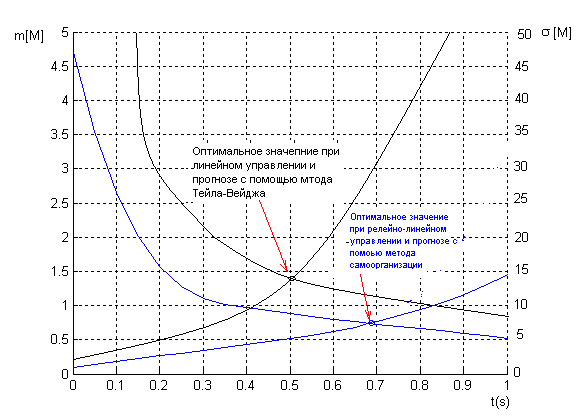 m[M]
σ [M]
5
4.5
4
3.5
3
2.5
2
1.5
1
0.5
0
50
45
40
35
30
25
20
15
10
5
0
Оптимальное значепние при
линейном управлении и
прогнозе с помощью мтода
Тейла-Вейджа
Оптимальное значение
при релейно-линейном
управлении и прогнозе с
помоью метода
самоорганизации
0
0.1
0.2
0.3
0.4
0.5
0.6
0.7
0.8
0.9
1
t(s)